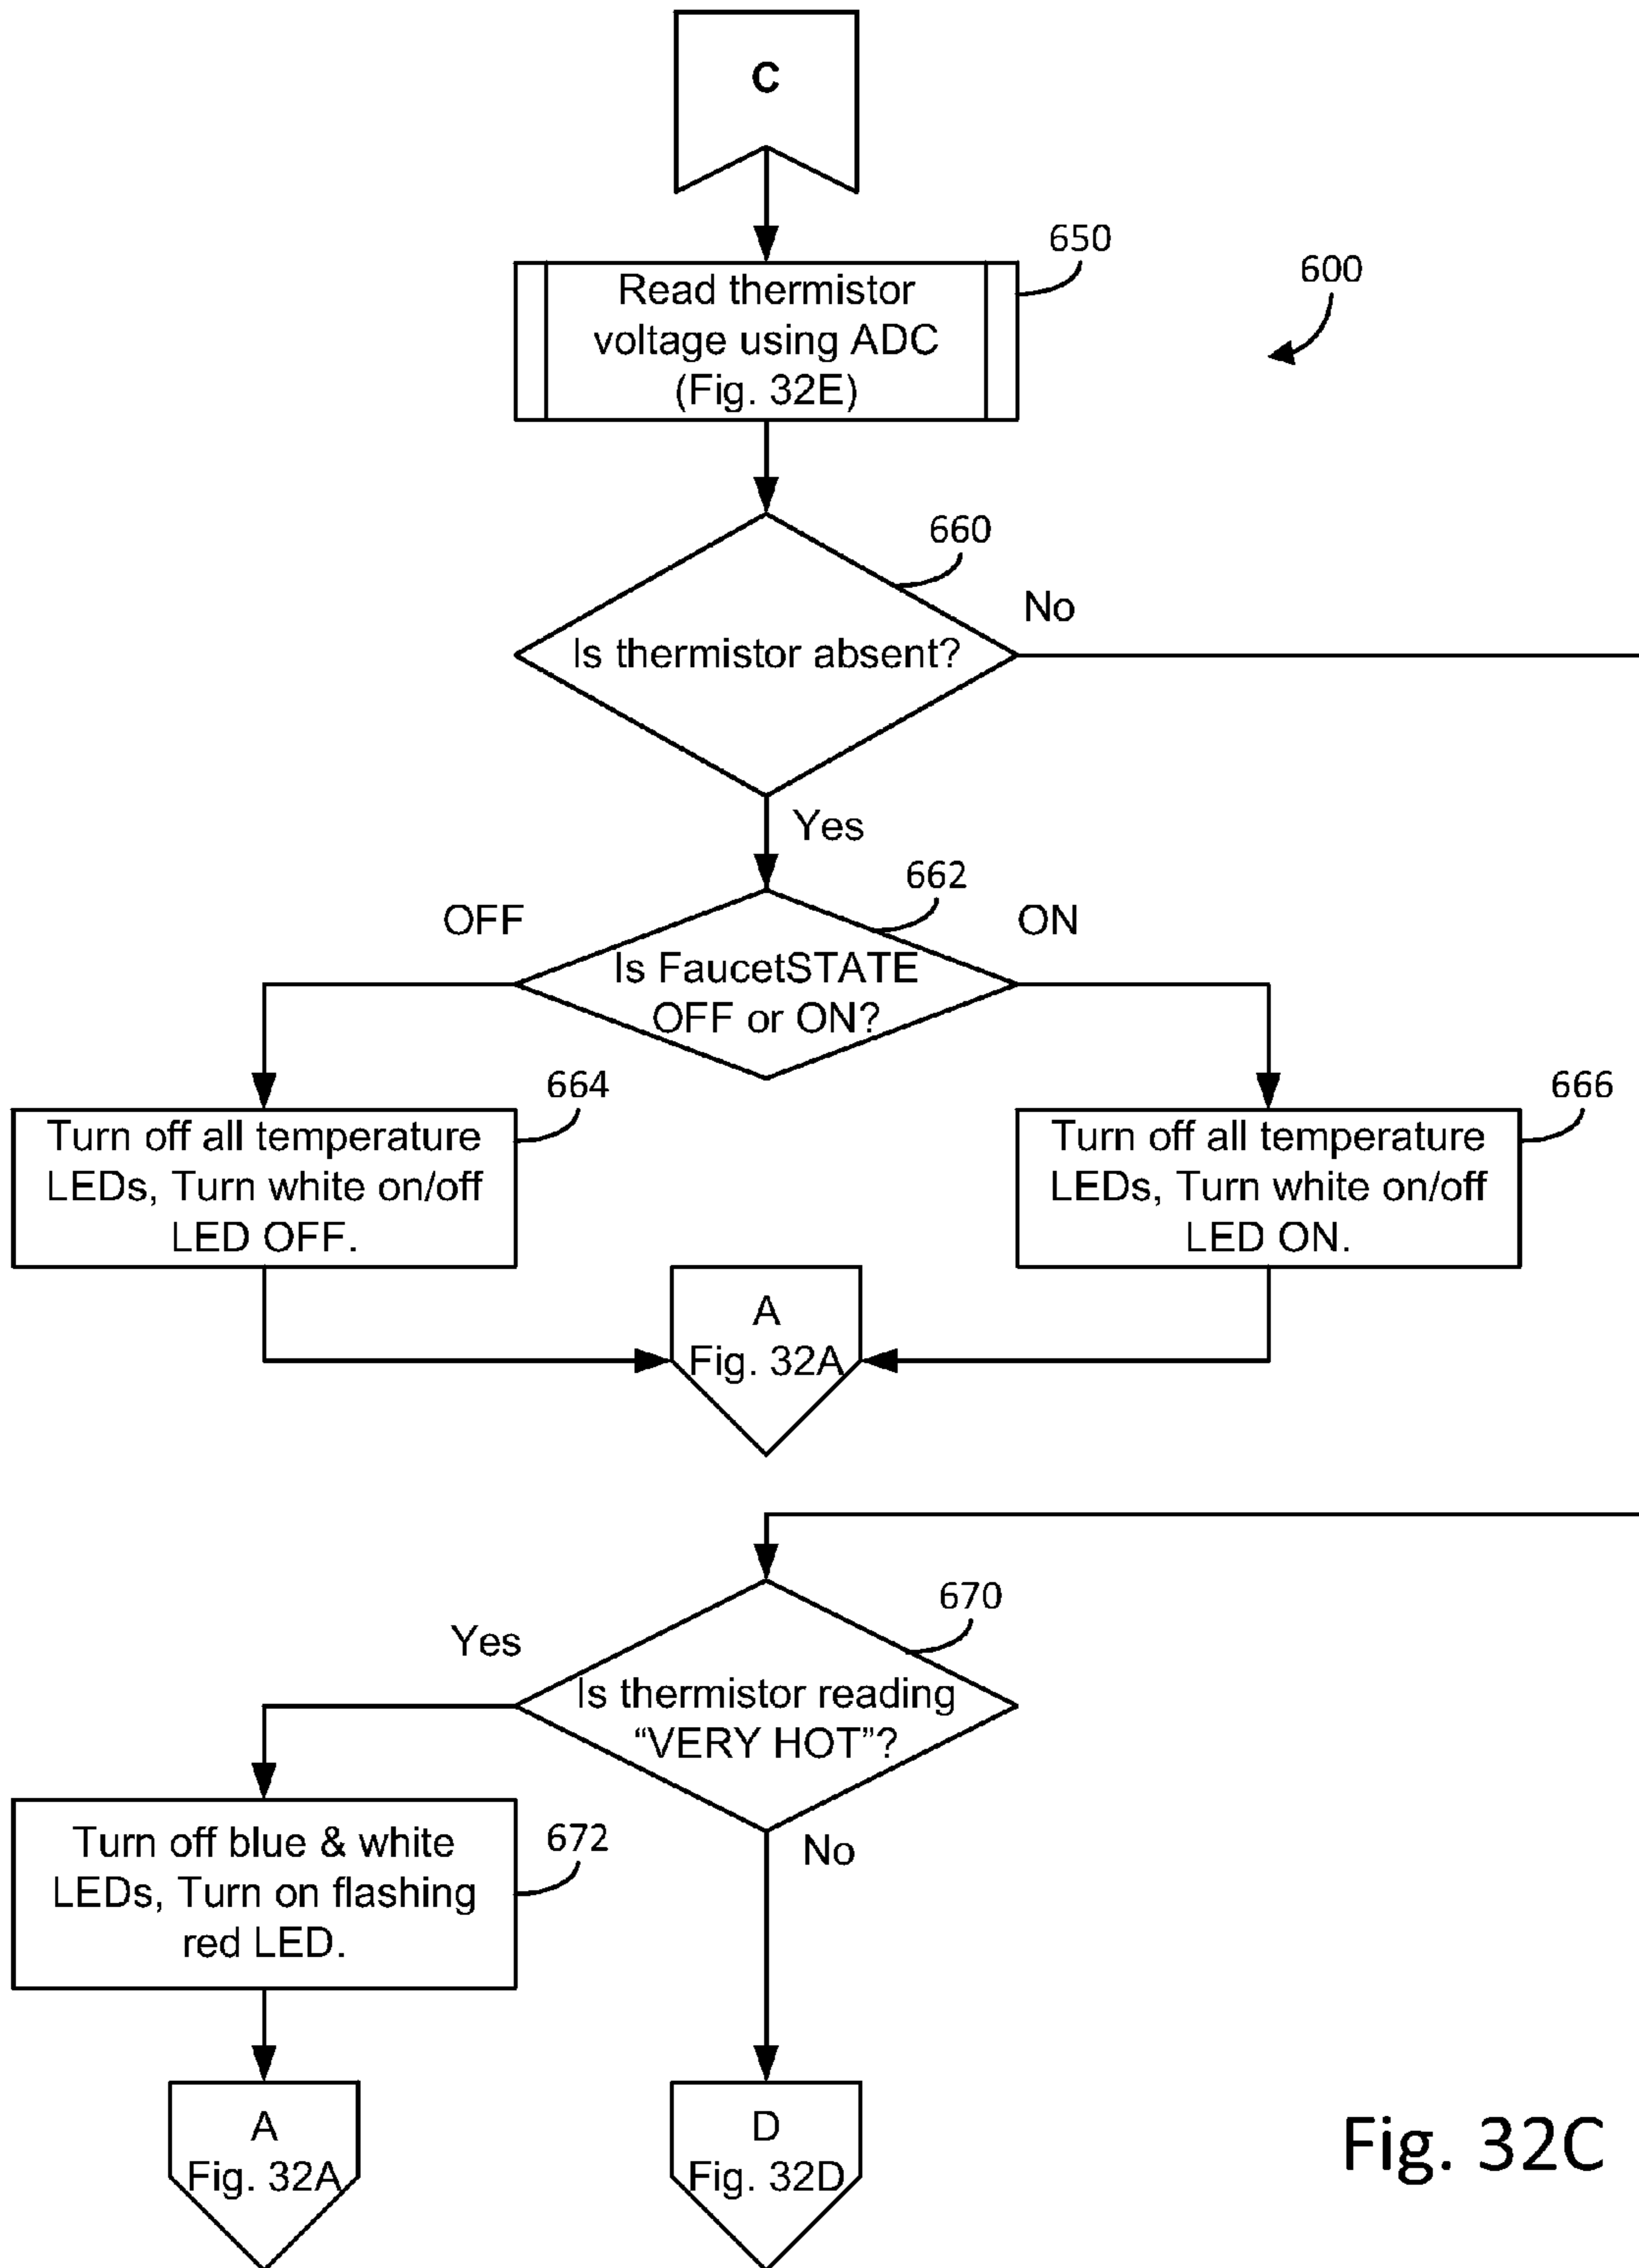 C
650
600
Read thermistor
voltage using ADC
(Fig. 32E)
660
No
Is thermistor absent?
Yes
662
OFF
ON
Is FaucetSTATE
OFF or ON?
664
666
Turn off all temperature
LEDs, Turn white on/off
LED OFF.
Turn off all temperature
LEDs, Turn white on/off
LED ON.
A
Fig. 32A
670
Yes
Is thermistor reading
“VERY HOT”?
672
No
Turn off blue & white
LEDs, Turn on flashing
red LED.
A
Fig. 32A
D
Fig. 32D
Fig. 32C